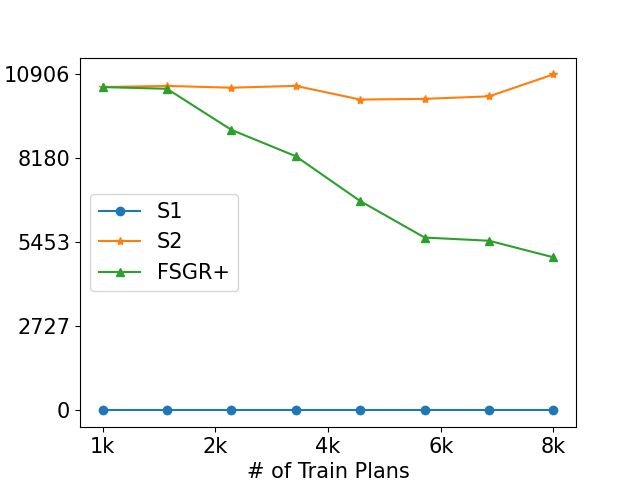 10906
8180
5453
2727
0
S1
S2
FSGR+
1k 2k 4k 6k 8k
# of Train Plans